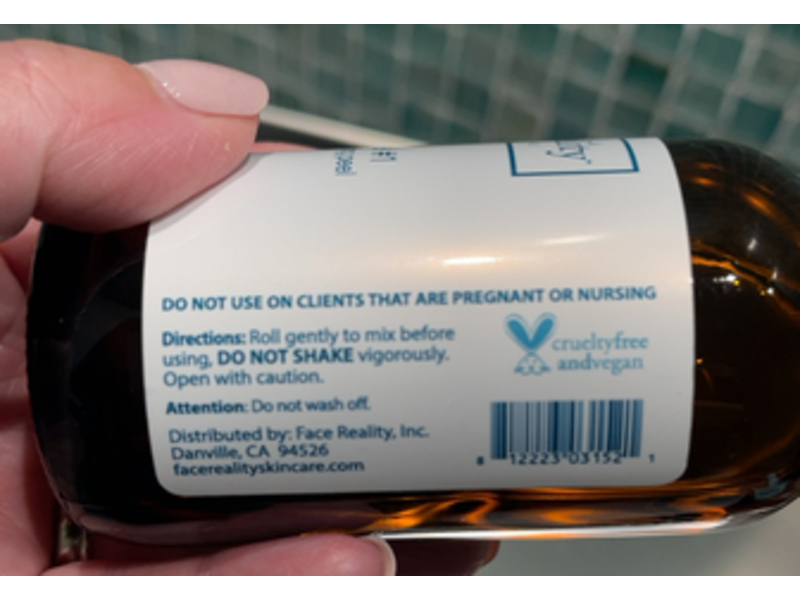 #1
peel
DO NOT USE ON CLIENTS THAT ARE PREGNANT OR NURSING
Directions: Roll gently to mix before
using, DO NOT SHAKE vigorously.
Open with caution.
Attention: Do not wash off.
Distributed by: Face Reality, Inc.
Danville, CA 94526
facerealityskincare.com
crueltyfree
andvegan
8 12223 03152 1